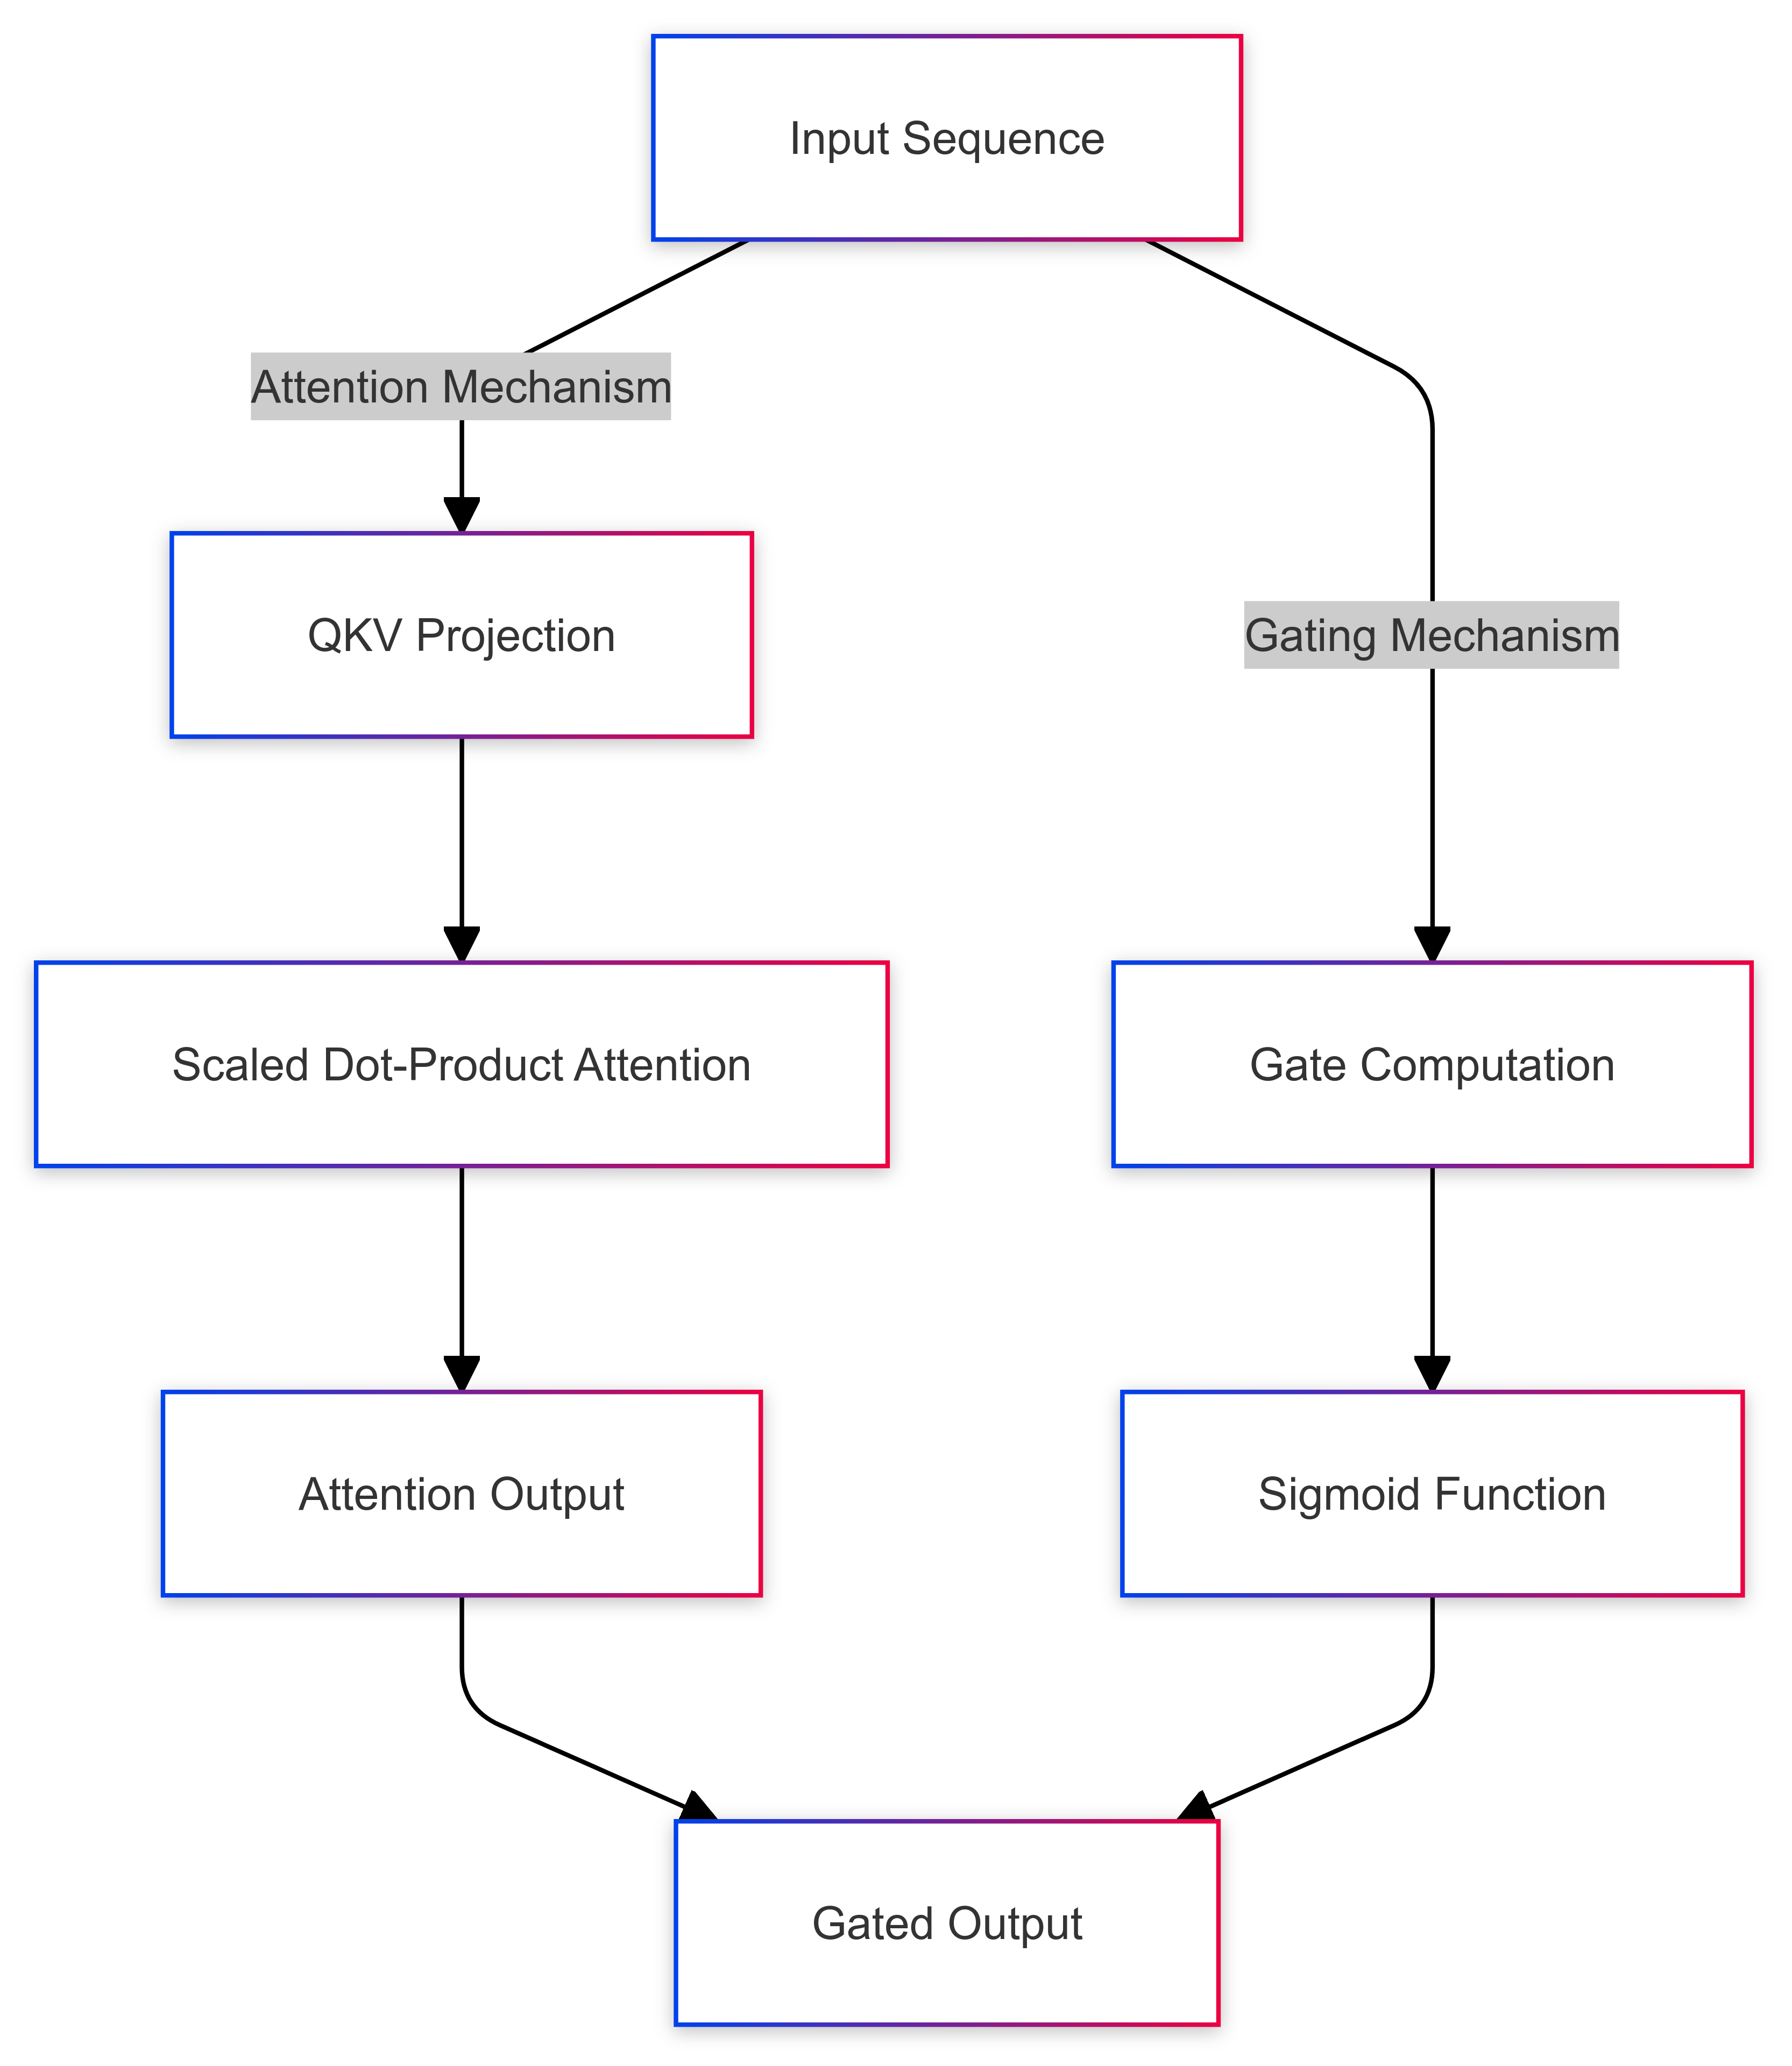 Input Sequence
Attention Mechanism
QKV Projection
Gating Mechanism
Scaled Dot-Product Attention
Gate Computation
Attention Output
Sigmoid Function
Gated Output